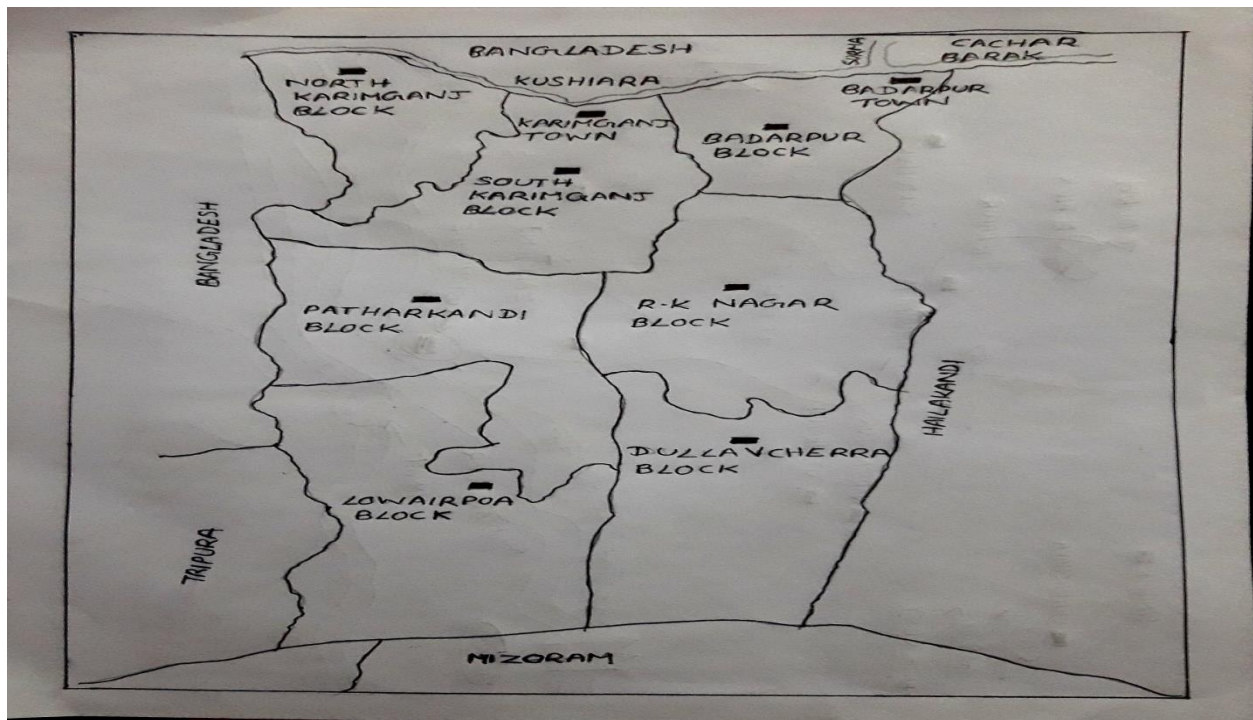 BANGLADESH
SURMA
CACHAR
BARAK
KUSHIARA
NORTH
KARIMGANJ
BLOCK
BADARPUR
TOWN
KARIMGANJ
TOWN
BADARPUR
BLOCK
SOUTH
KARIMGANJ
BLOCK
BANGLADESH
PATHARKANDI
BLOCK
R.K NAGAR
BLOCK
HAILAKANDI
DULLAVCHERRA
BLOCK
LOWAIRPOA
BLOCK
TRIPURA
MIZORAM